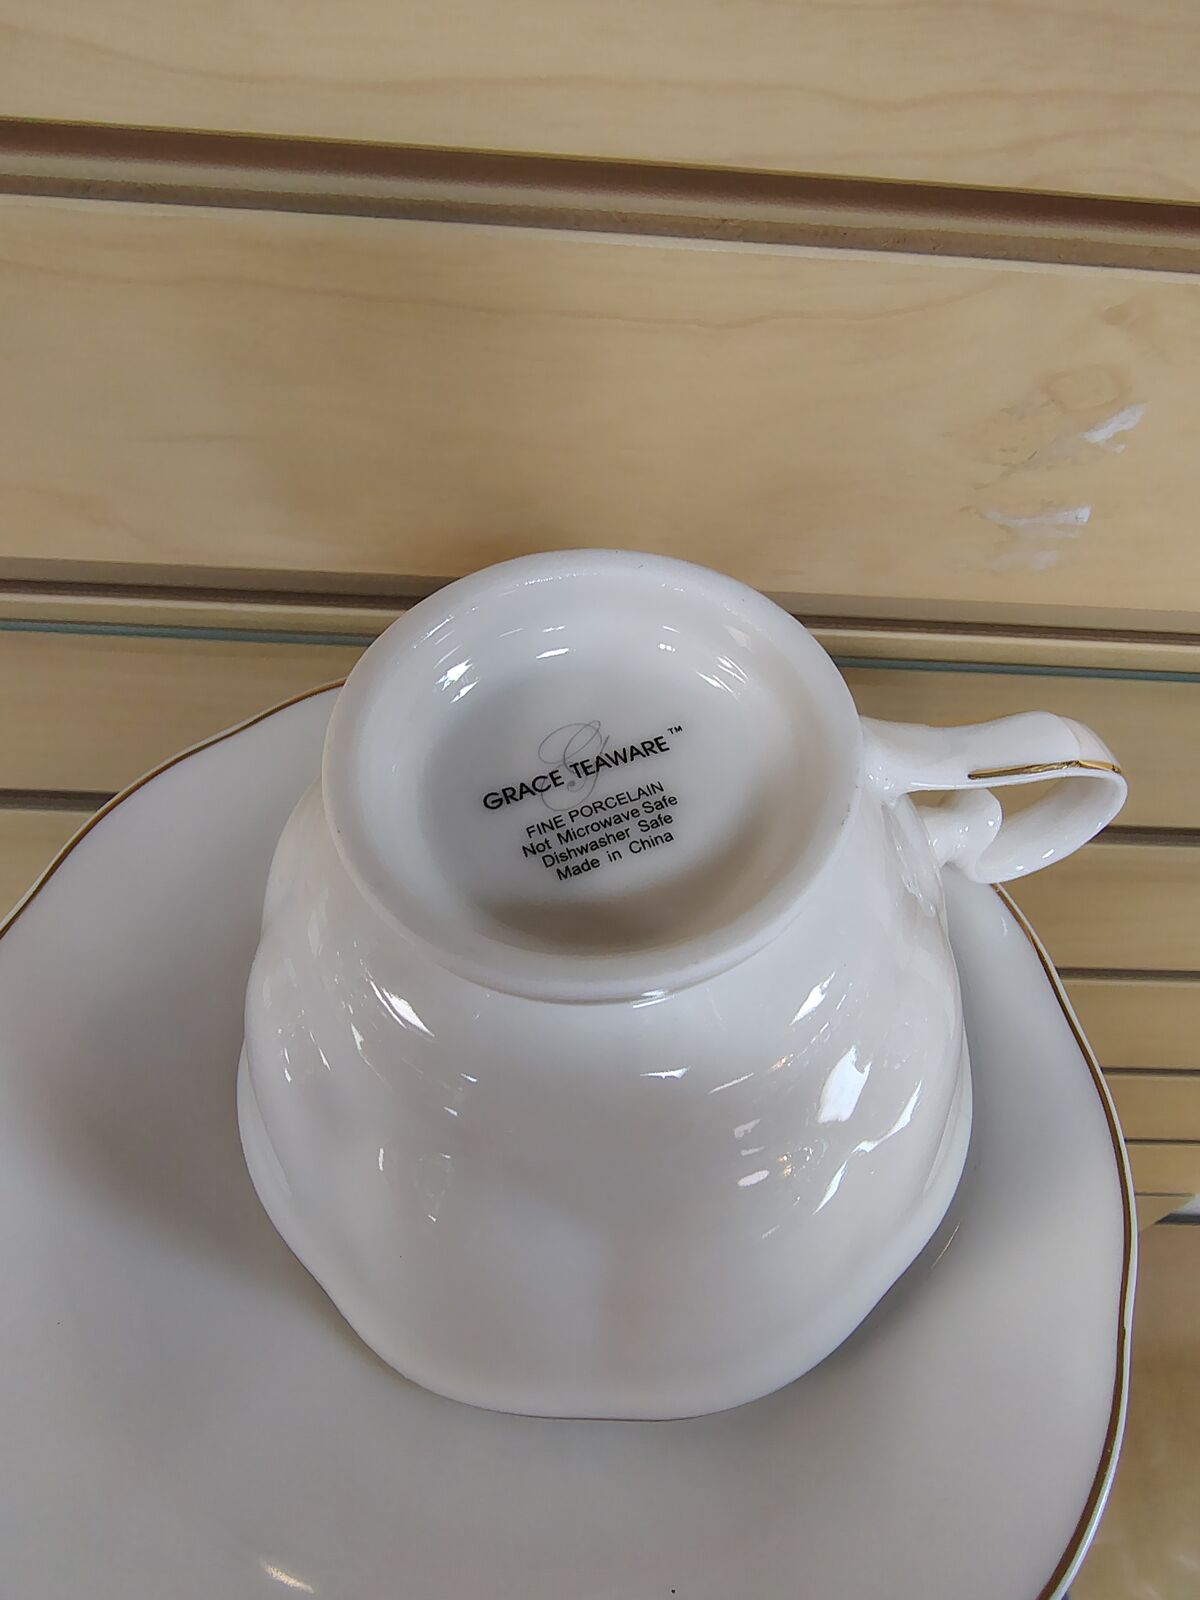 G
GRACE TEAWARE™
FINE PORCELAIN
Not Microwave Safe
Dishwasher Safe
Made in China